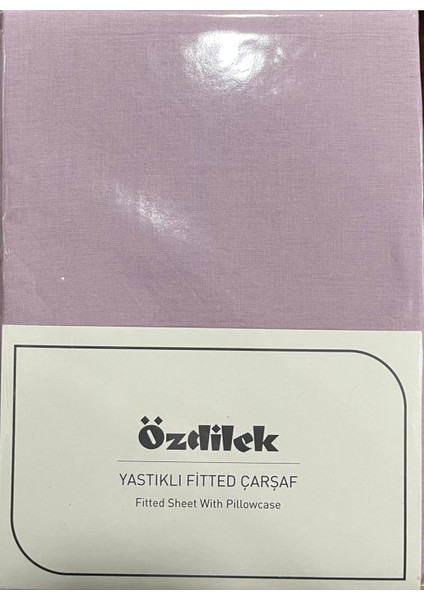 Özdilek
YASTIKLI FİTTED ÇARŞAF
Fitted Sheet With Pillowcase